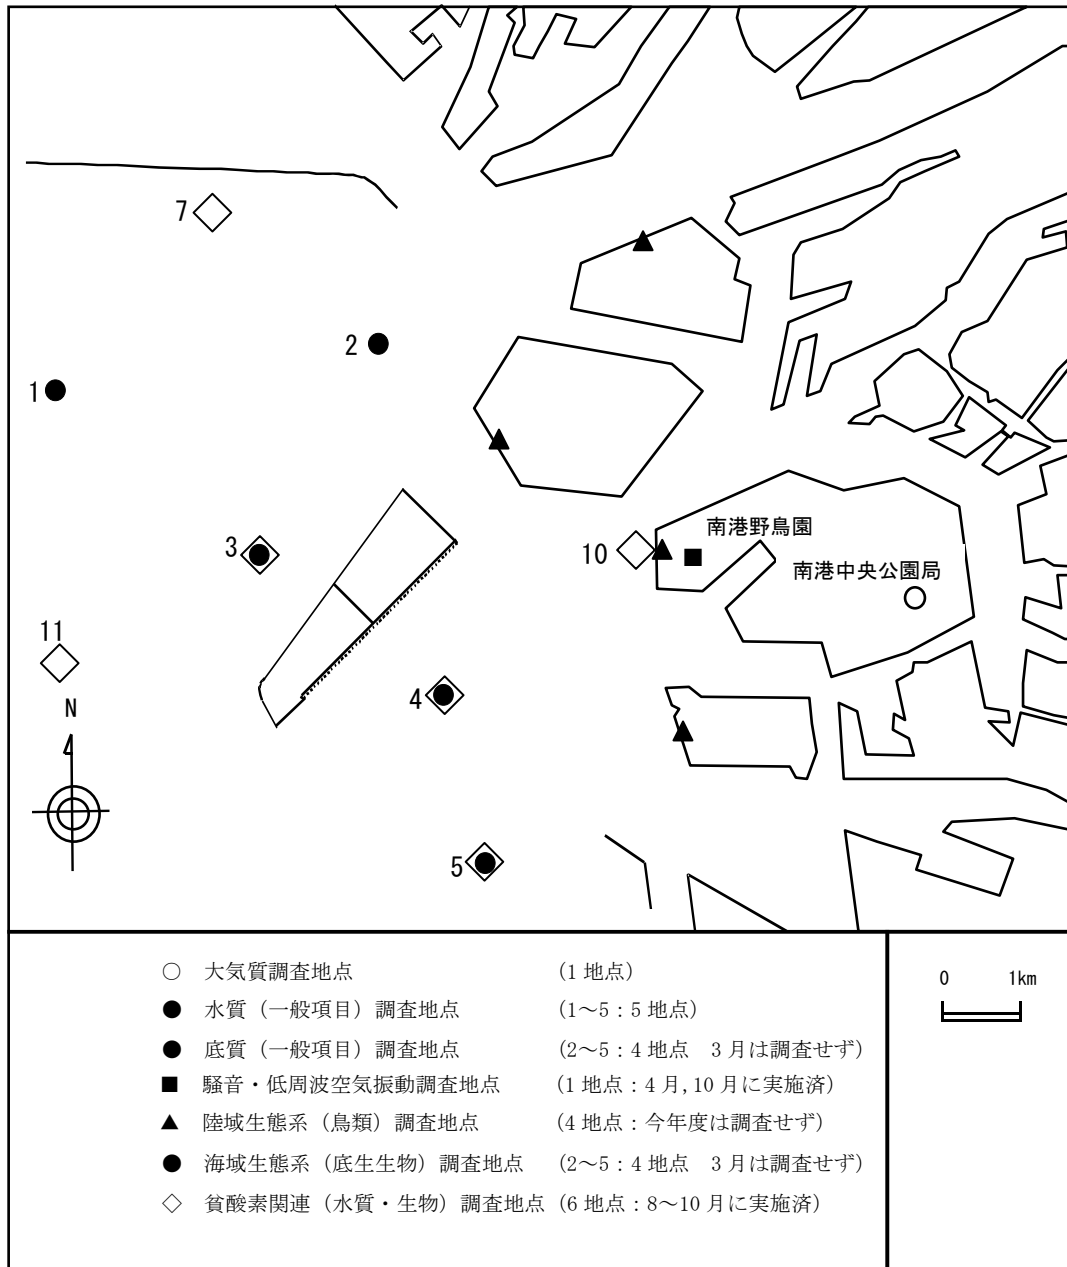 7
2
1
南港野鳥園
3
10
南港中央公園局
11
4
N
5
○ 大気質調査地点 (1 地点)
● 水質（一般項目）調査地点 (1～5：5 地点)
● 底質（一般項目）調査地点 (2～5：4 地点 3 月は調査せず)
■ 騒音・低周波空気振動調査地点 (1 地点：4 月, 10 月に実施済)
▲ 陸域生態系（鳥類）調査地点 (4 地点：今年度は調査せず)
● 海域生態系（底生生物）調査地点 (2～5：4 地点 3 月は調査せず)
◇ 貧酸素関連（水質・生物）調査地点 (6 地点：8～10 月に実施済)
0 1km